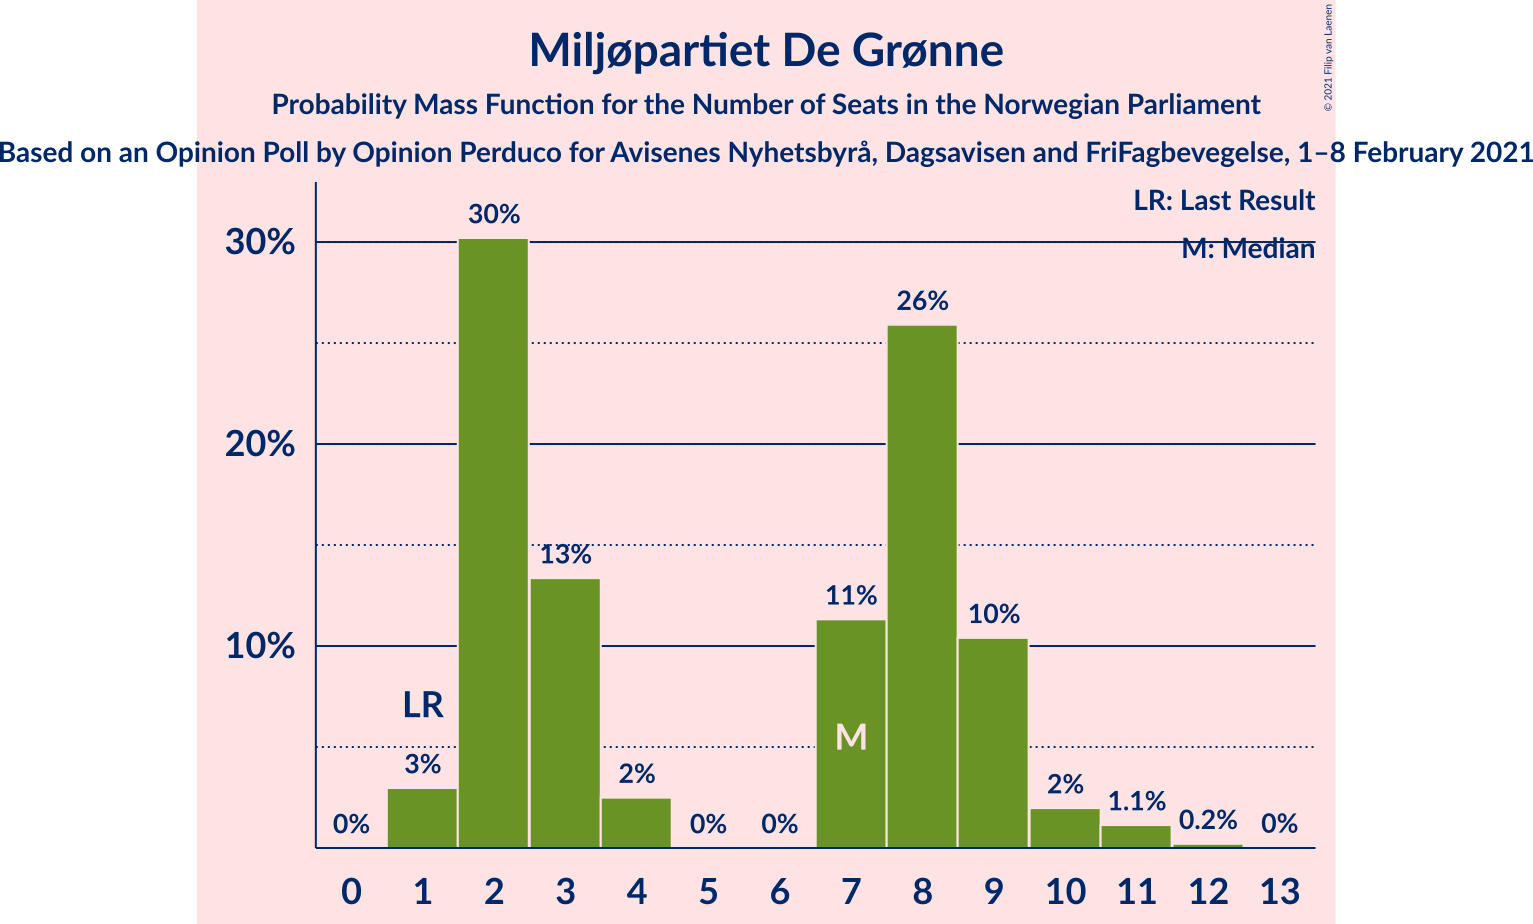 Miljøpartiet De Grønne
Probability Mass Function for the Number of Seats in the Norwegian Parliament
Based on an Opinion Poll by Opinion Perduco for Avisenes Nyhetsbyrå, Dagsavisen and FriFagbevegelse, 1–8 February 2021
© 2021 Filip van Laenen
LR: Last Result
M: Median
30%
20%
10%
0%
3%
LR
30%
13%
2%
0%
0%
11%
M
26%
10%
2%
1.1%
0.2%
0%
0 1 2 3 4 5 6 7 8 9 10 11 12 13